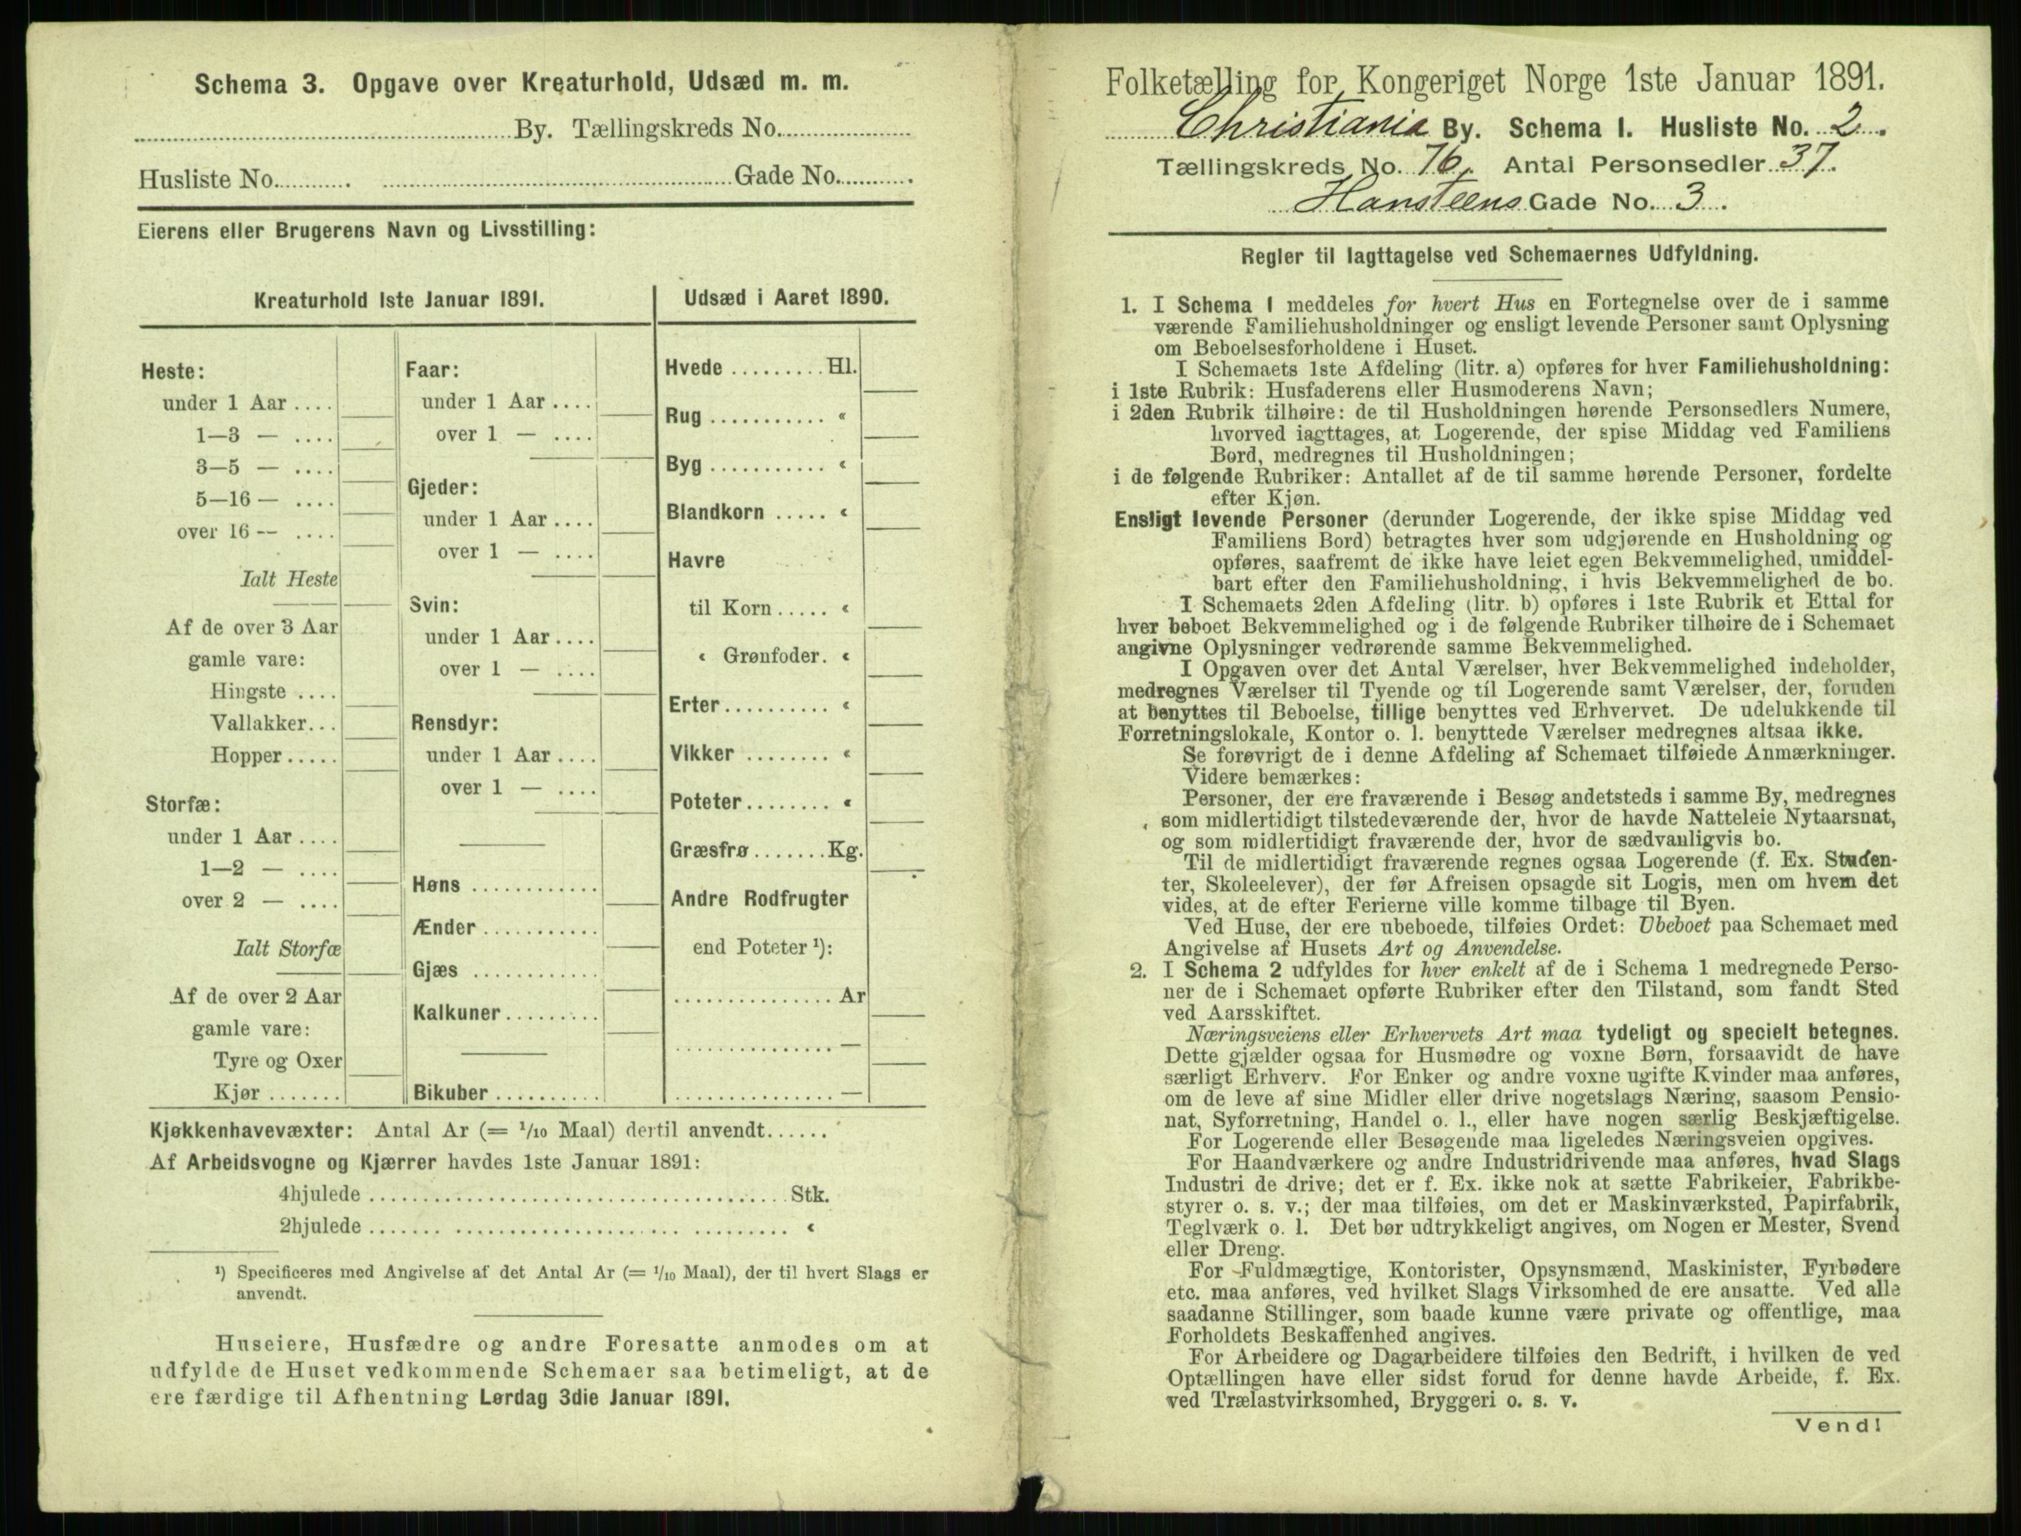 Schema 3. Opgave over Kreaturhold, Udsæd m. m.
By. Tællingskreds No.
Husliste No. Gade No.
Eierens eller Brugerens Navn og Livsstilling:
Kreaturhold 1ste Januar 1891.
Heste:
under 1 Aar ....
1—3 — ....
3—5 — ....
5—16 — ....
over 16 — ....
Ialt Heste
Af de over 3 Aar
gamle vare:
Hingste ....
Vallakker...
Hopper.....
Storfæ:
under 1 Aar ....
1—2 — ....
over 2 — ....
Ialt Storfæ
Af de over 2 Aar
gamle vare:
Tyre og Oxer
Kjør .......
Faar:
under 1 Aar ....
over 1 — ....
Gjeder:
under 1 Aar ....
over 1 — ....
Svin:
under 1 Aar ....
over 1 — ....
Rensdyr:
under 1 Aar ....
over 1 — ....
Høns ............
Ænder ...........
Gjæs ............
Kalkuner.........
Bikuber ..........
Udsæd i Aaret 1890.
Hvede ......... Hl.
Rug ........... «
Byg ........... «
Blandkorn ..... «
Havre
til Korn ..... «
« Grønfoder. «
Erter.......... «
Vikker ........ «
Poteter........ «
Græsfrø ....... Kg.
Andre Rodfrugter
end Poteter ¹):
............... Ar
............... —
............... —
Kjøkkenhavevæxter: Antal Ar (= 1/10 Maal) dertil anvendt......
Af Arbeidsvogne og Kjærrer havdes 1ste Januar 1891:
4hjulede ........................................ Stk.
2hjulede ........................................ «
¹) Specificeres med Angivelse af det Antal Ar (= 1/10 Maal), der til hvert Slags er
anvendt.
Huseiere, Husfædre og andre Foresatte anmodes om at
udfylde de Huset vedkommende Schemaer saa betimeligt, at de
ere færdige til Afhentning Lørdag 3die Januar 1891.
Folketælling for Kongeriget Norge 1ste Januar 1891.
Christiania By. Schema 1. Husliste No. 2.
Tællingskreds No. 76. Antal Personsedler 37.
Hansteens Gade No. 3.
Regler til Iagttagelse ved Schemaernes Udfyldning.
1. I Schema 1 meddeles for hvert Hus en Fortegnelse over de i samme
værende Familiehusholdninger og ensligt levende Personer samt Oplysning
om Beboelsesforholdene i Huset.
I Schemaets 1ste Afdeling (litr. a) opføres for hver Familiehusholdning:
i 1ste Rubrik: Husfaderens eller Husmoderens Navn;
i 2den Rubrik tilhøire: de til Husholdningen hørende Personsedlers Numere,
hvorved iagttages, at Logerende, der spise Middag ved Familiens
Bord, medregnes til Husholdningen;
i de følgende Rubriker: Antallet af de til samme hørende Personer, fordelte
efter Kjøn.
Ensligt levende Personer (derunder Logerende, der ikke spise Middag ved
Familiens Bord) betragtes hver som udgjørende en Husholdning og
opføres, saafremt de ikke have leiet egen Bekvemmelighed, umiddel-
bart efter den Familiehusholdning, i hvis Bekvemmelighed de bo.
I Schemaets 2den Afdeling (litr. b) opføres i 1ste Rubrik et Ettal for
hver beboet Bekvemmelighed og i de følgende Rubriker tilhøire de i Schemaet
angivne Oplysninger vedrørende samme Bekvemmelighed.
I Opgaven over det Antal Værelser, hver Bekvemmelighed indeholder,
medregnes Værelser til Tyende og til Logerende samt Værelser, der, foruden
at benyttes til Beboelse, tillige benyttes ved Erhvervet. De udelukkende til
Forretningslokale, Kontor o. l. benyttede Værelser medregnes altsaa ikke.
Se forøvrigt de i denne Afdeling af Schemaet tilføiede Anmærkninger.
Videre bemærkes:
Personer, der ere fraværende i Besøg andetsteds i samme By, medregnes
som midlertidigt tilstedeværende der, hvor de havde Natteleie Nytaarsnat,
og som midlertidigt fraværende der, hvor de sædvanligvis bo.
Til de midlertidigt fraværende regnes ogsaa Logerende (f. Ex. Studen-
ter, Skoleelever), der før Afreisen opsagde sit Logis, men om hvem det
vides, at de efter Ferierne ville komme tilbage til Byen.
Ved Huse, der ere ubeboede, tilføies Ordet: Ubeboet paa Schemaet med
Angivelse af Husets Art og Anvendelse.
2. I Schema 2 udfyldes for hver enkelt af de i Schema 1 medregnede Perso-
ner de i Schemaet opførte Rubriker efter den Tilstand, som fandt Sted
ved Aarsskiftet.
Næringsveiens eller Erhvervets Art maa tydeligt og specielt betegnes.
Dette gjælder ogsaa for Husmødre og voxne Børn, forsaavidt de have
særligt Erhverv. For Enker og andre voxne ugifte Kvinder maa anføres,
om de leve af sine Midler eller drive nogetslags Næring, saasom Pensio-
nat, Syforretning, Handel o. l., eller have nogen særlig Beskjæftigelse.
For Logerende eller Besøgende maa ligeledes Næringsveien opgives.
For Haandværkere og andre Industridrivende maa anføres, hvad Slags
Industri de drive; det er f. Ex. ikke nok at sætte Fabrikeier, Fabrikbe-
styrer o. s. v.; der maa tilføies, om det er Maskinværksted, Papirfabrik,
Teglværk o. l. Det bør udtrykkeligt angives, om Nogen er Mester, Svend
eller Dreng.
For Fuldmægtige, Kontorister, Opsynsmænd, Maskinister, Fyrbødere
etc. maa anføres, ved hvilket Slags Virksomhed de ere ansatte. Ved alle
saadanne Stillinger, som baade kunne være private og offentlige, maa
Forholdets Beskaffenhed angives.
For Arbeidere og Dagarbeidere tilføies den Bedrift, i hvilken de ved
Optællingen have eller sidst forud for denne havde Arbeide, f. Ex.
ved Trælastvirksomhed, Bryggeri o. s. v.
Vend!